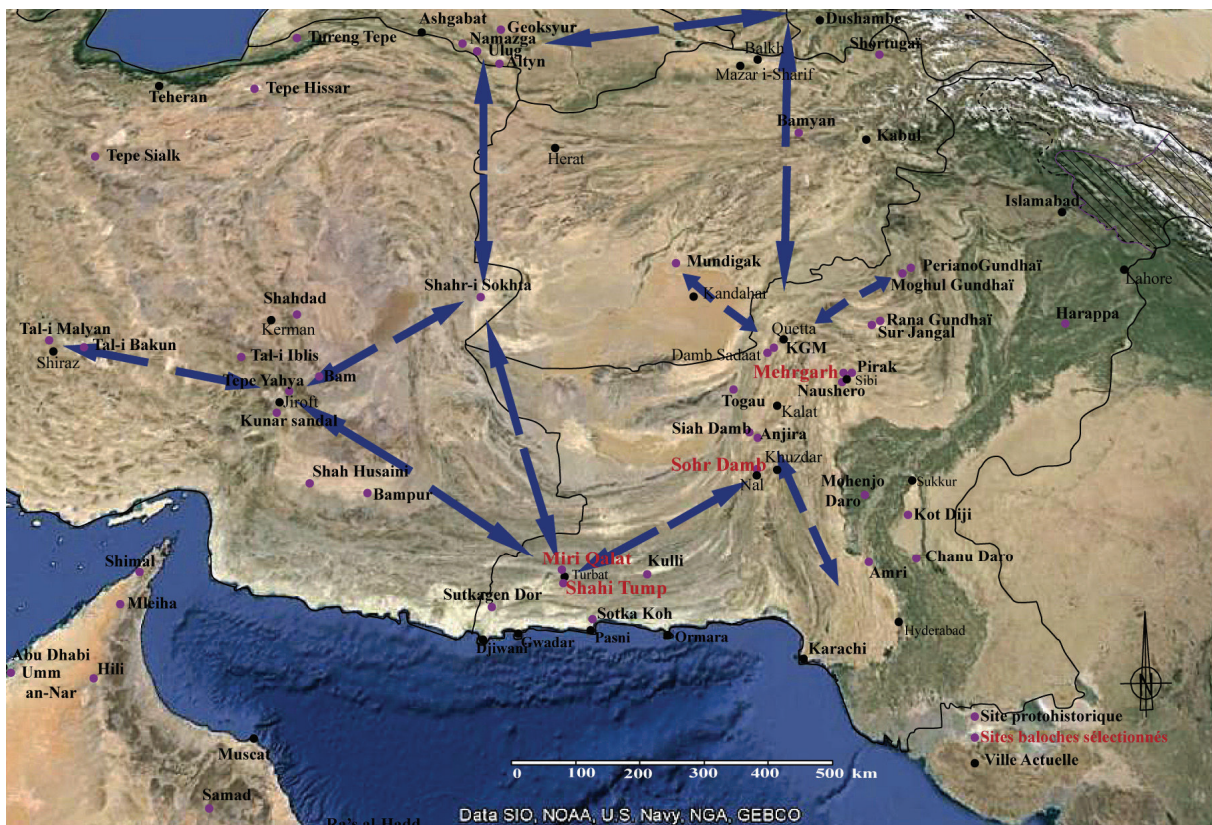 Dushambe
Ashgabat
Geoksyur
Tureng Tepe
Namazga
Ulug
Altyn
Balkh
Shortugaï
Mazar i-Sharif
Teheran
Tepe Hissar
Bamyan
Kabul
Tepe Sialk
Herat
Islamabad
Mundigak
PerianoGundhaï
Moghul Gundhaï
Lahore
Kandahar
Shahr-i Sokhta
Shahdad
Kerman
Harappa
Rana Gundhaï
Sur Jangal
Tal-i Malyan
Tal-i Bakun
Shiraz
Quetta
KGM
Damb Sadaat
Tal-i Iblis
Bam
Mehrgarh
Pirak
Sibi
Tepe Yahya
Naushero
Jiroft
Togau
Kalat
Kunar sandal
Siah Damb
Anjira
Khuzdar
Shah Husaini
Sohr Damb
Nal
Bampur
Mohenjo
Daro
Sukkur
Kot Diji
Miri Qalat
Kulli
Chanu Daro
Shimal
Turbat
Amri
Shahi Tump
Sutkagen Dor
Mleiha
Sotka Koh
Hyderabad
Djiwani
Gwadar
Pasni
Ormara
Karachi
Abu Dhabi
Umm
an-Nar
Hili
N
Site protohistorique
Sites baloches sélectionnés
Muscat
Ville Actuelle
0 100 200 300 400 500 km
Samad
Data SIO, NOAA, U.S. Navy, NGA, GEBCO
Ra's al-Hadd